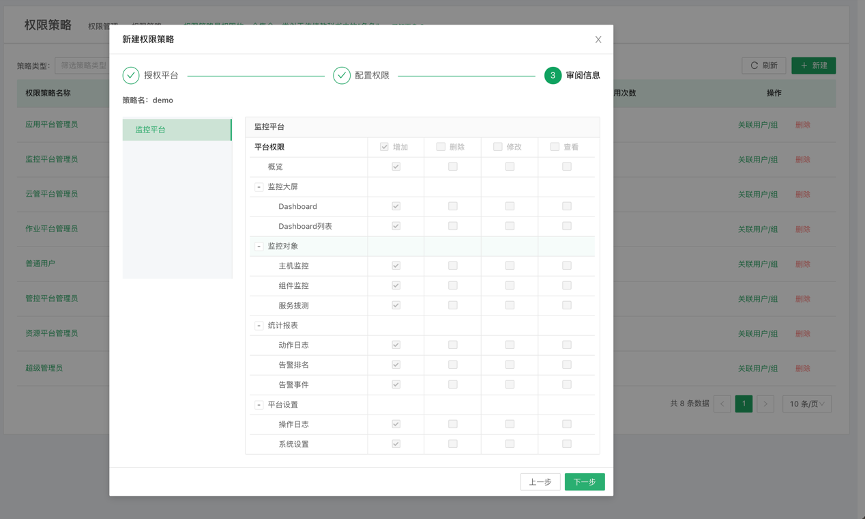 权限策略
新建权限策略
授权平台
配置权限
3 审阅信息
策略类型：
刷新
+ 新建
策略名：demo
权限策略名称
用次数
操作
监控平台
监控平台
平台权限 增加 删除 修改 查看
概览
监控大屏
Dashboard
Dashboard列表
监控对象
主机监控
组件监控
服务拨测
统计报表
动作日志
告警排名
告警事件
平台设置
操作日志
系统设置
应用平台管理员 关联用户/组 删除
监控平台管理员 关联用户/组 删除
云管平台管理员 关联用户/组 删除
作业平台管理员 关联用户/组 删除
普通用户 关联用户/组 删除
管控平台管理员 关联用户/组 删除
资源平台管理员 关联用户/组 删除
超级管理员 关联用户/组 删除
共 8 条数据 < 1 > 10 条/页
上一步 下一步